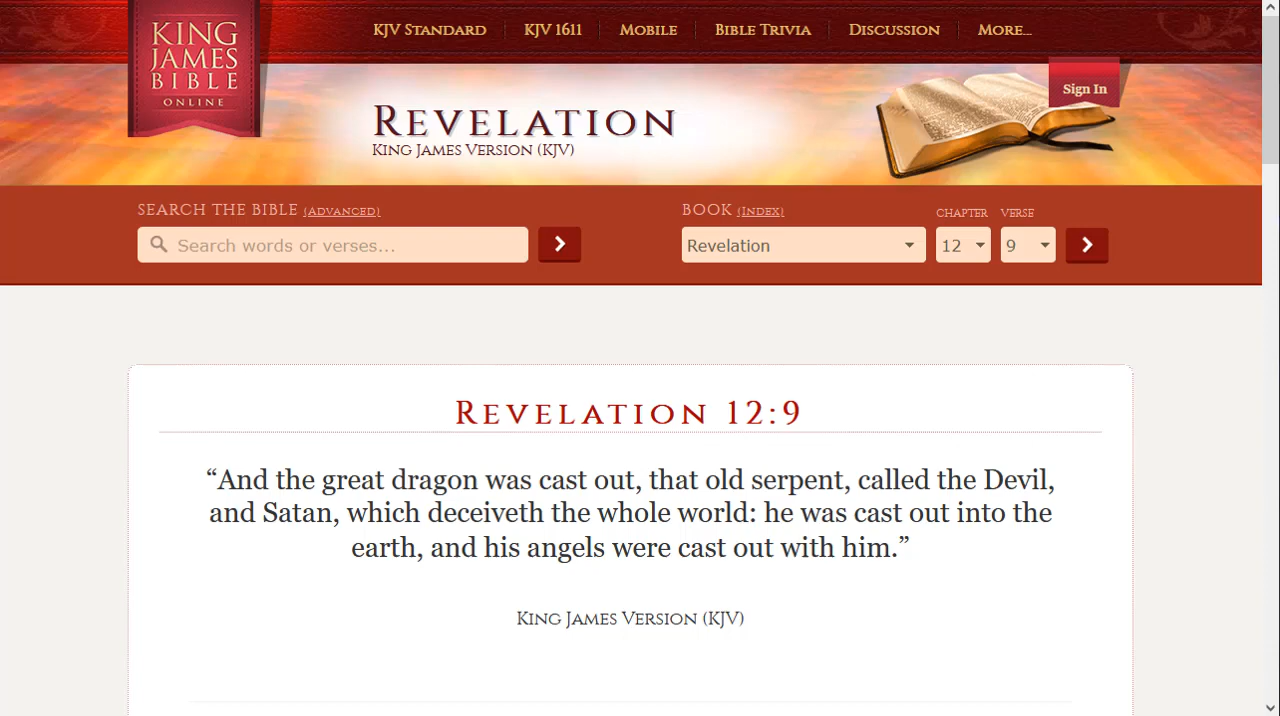 KING
JAMES
BIBLE
ONLINE
KJV STANDARD
KJV 1611
MOBILE
BIBLE TRIVIA
DISCUSSION
MORE...
Sign In
REVELATION
KING JAMES VERSION (KJV)
SEARCH THE BIBLE (ADVANCED)
BOOK (INDEX)
CHAPTER
VERSE
Search words or verses...
Revelation
12
9
REVELATION 12:9
“And the great dragon was cast out, that old serpent, called the Devil,
and Satan, which deceiveth the whole world: he was cast out into the
earth, and his angels were cast out with him.”
KING JAMES VERSION (KJV)